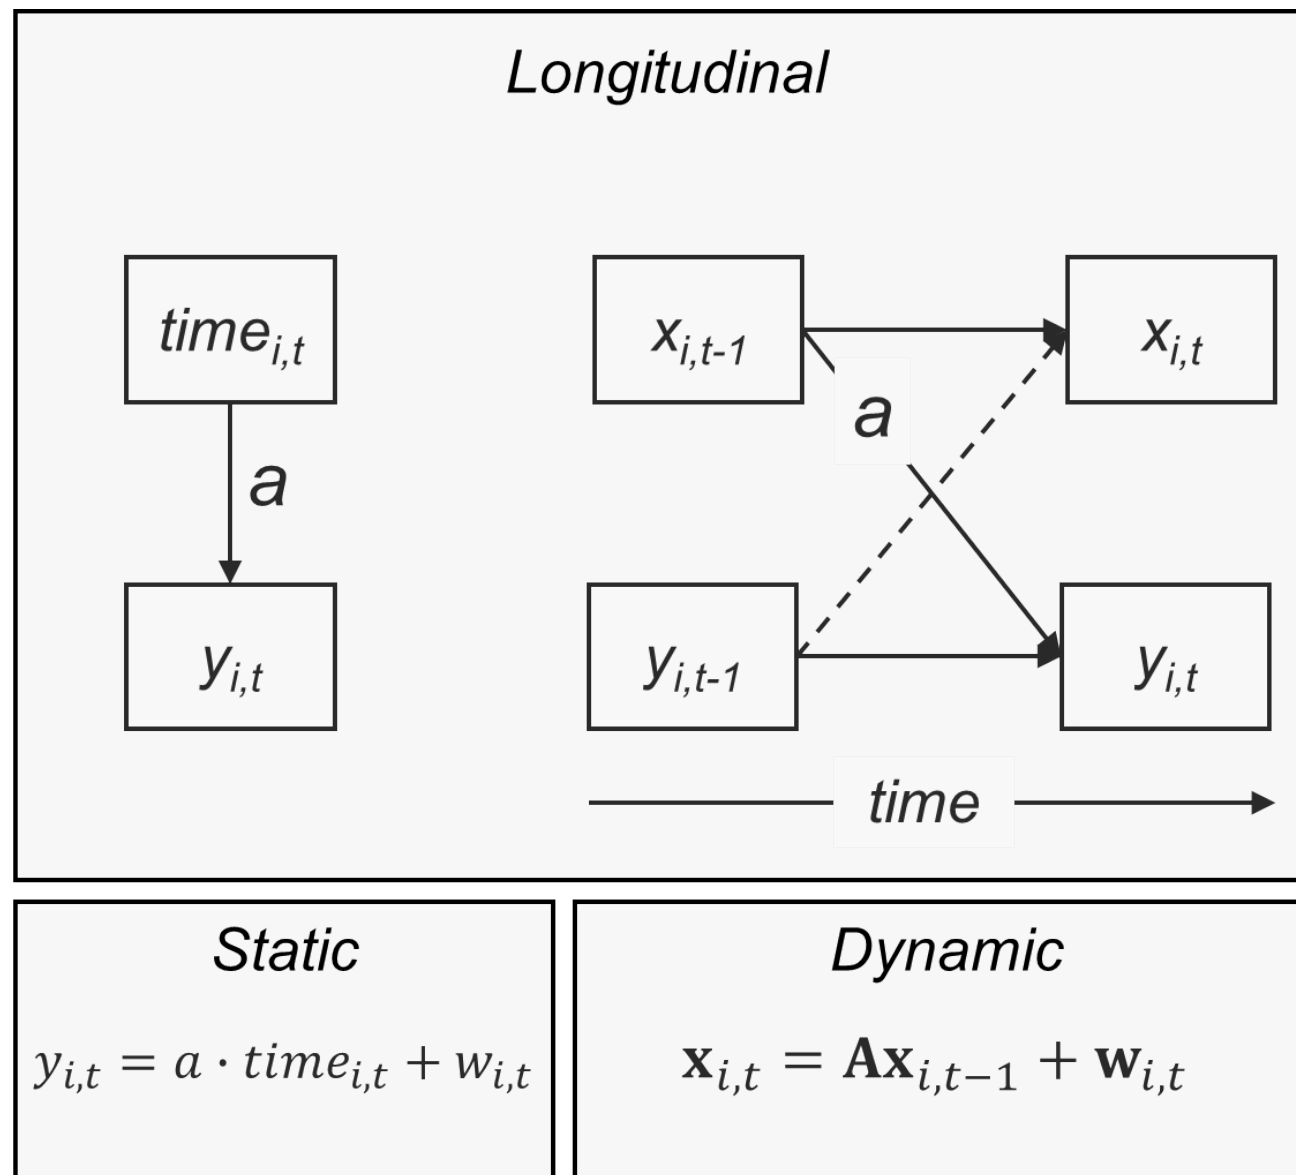 Longitudinal
time_{i,t}
x_{i,t-1}
x_{i,t}
a
a
y_{i,t}
y_{i,t-1}
y_{i,t}
time
Static
y_{i,t} = a · time_{i,t} + w_{i,t}
Dynamic
𝐱_{i,t} = 𝐀𝐱_{i,t−1} + 𝐰_{i,t}